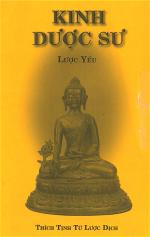 KINH
DƯỢC SƯ
LƯỢC YẾU
THÍCH TỊNH TỪ LƯỢC DỊCH